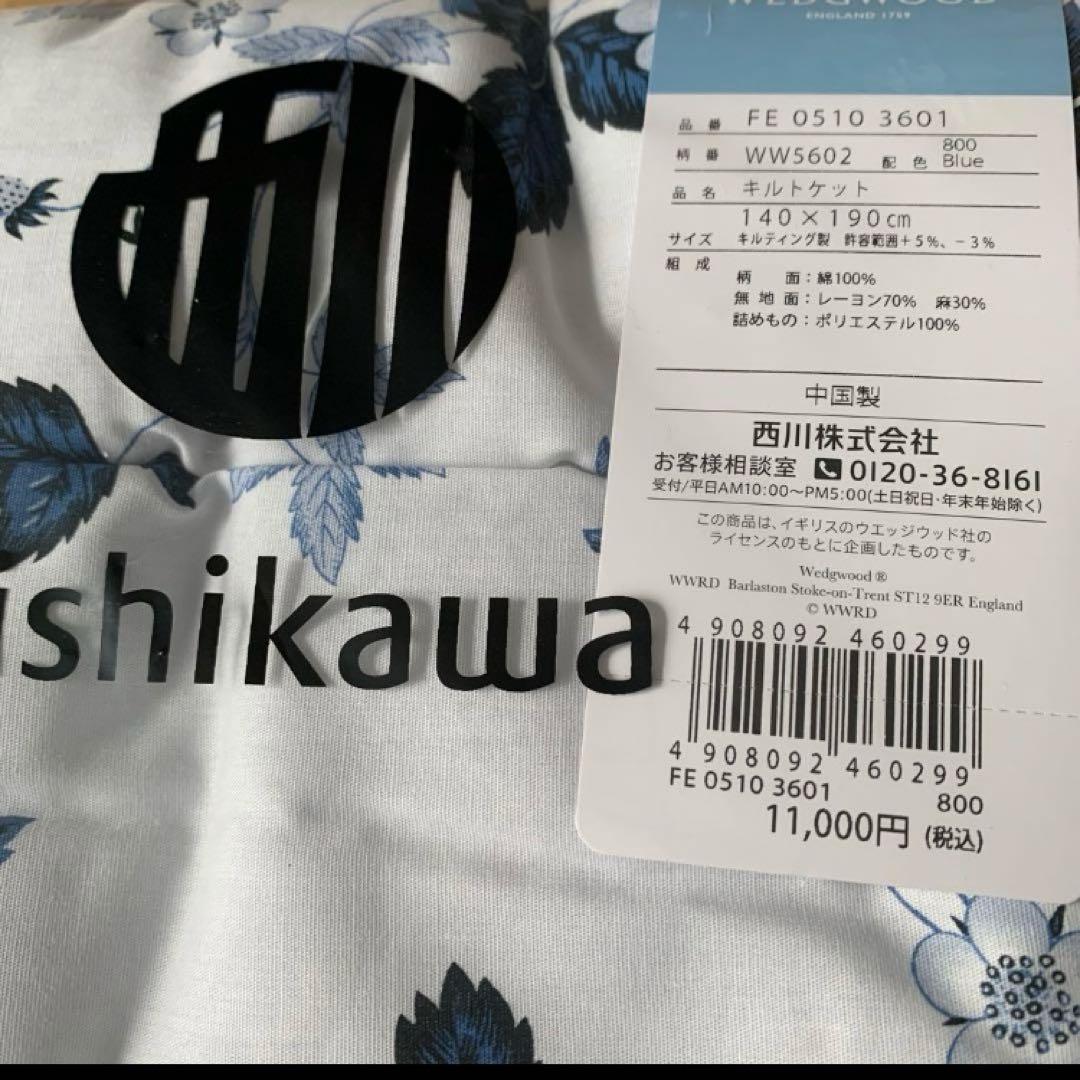 WEDGWOOD
ENGLAND 1759
品番 FE 0510 3601
柄番 WW5602 配色 800 Blue
品名 キルトケット
140×190㎝
サイズ キルティング製 許容範囲+5%、-3%
組成
柄面:綿100%
無地面:レーヨン70% 麻30%
詰めもの:ポリエステル100%
中国製
西川株式会社
お客様相談室 0120-36-8161
受付/平日AM10:00〜PM5:00(土日祝日・年末年始除く)
この商品は、イギリスのウエッジウッド社の
ライセンスのもとに企画したものです。
Wedgwood ®
WWRD Barlaston Stoke-on-Trent ST12 9ER England
© WWRD
4 908092 460299
4 908092 460299
FE 0510 3601 800
11,000円 (税込)
ishikawa